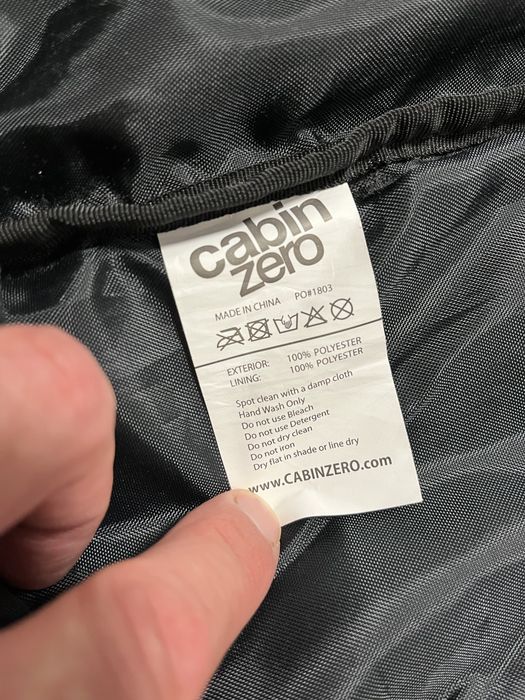 cabin
zero
MADE IN CHINA PO#1803
EXTERIOR: 100% POLYESTER
LINING: 100% POLYESTER
Spot clean with a damp cloth
Hand Wash Only
Do not use Bleach
Do not use Detergent
Do not dry clean
Do not iron
Dry flat in shade or line dry
www.CABINZERO.com